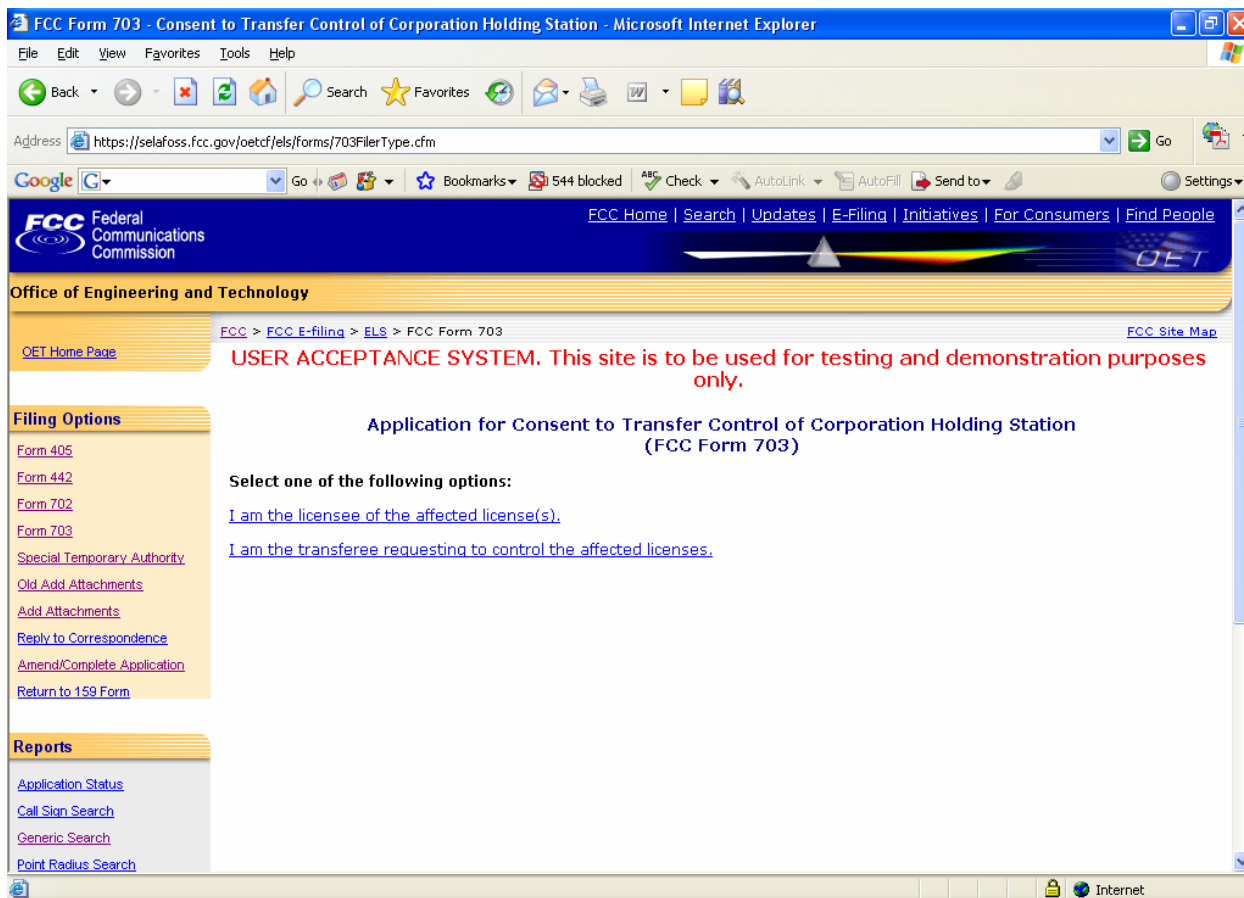 FCC Form 703 - Consent to Transfer Control of Corporation Holding Station - Microsoft Internet Explorer
File Edit View Favorites Tools Help
Back Search Favorites
Address https://selafoss.fcc.gov/oetcf/els/forms/703FilerType.cfm Go
Google G Go Bookmarks 544 blocked ABC Check AutoLink AutoFill Send to Settings
FCC Federal Communications Commission
FCC Home | Search | Updates | E-Filing | Initiatives | For Consumers | Find People
OET
Office of Engineering and Technology
FCC > FCC E-filing > ELS > FCC Form 703 FCC Site Map
OET Home Page
USER ACCEPTANCE SYSTEM. This site is to be used for testing and demonstration purposes
only.
Filing Options
Form 405
Form 442
Form 702
Form 703
Special Temporary Authority
Old Add Attachments
Add Attachments
Reply to Correspondence
Amend/Complete Application
Return to 159 Form
Reports
Application Status
Call Sign Search
Generic Search
Point Radius Search
Application for Consent to Transfer Control of Corporation Holding Station
(FCC Form 703)
Select one of the following options:
I am the licensee of the affected license(s).
I am the transferee requesting to control the affected licenses.
Internet